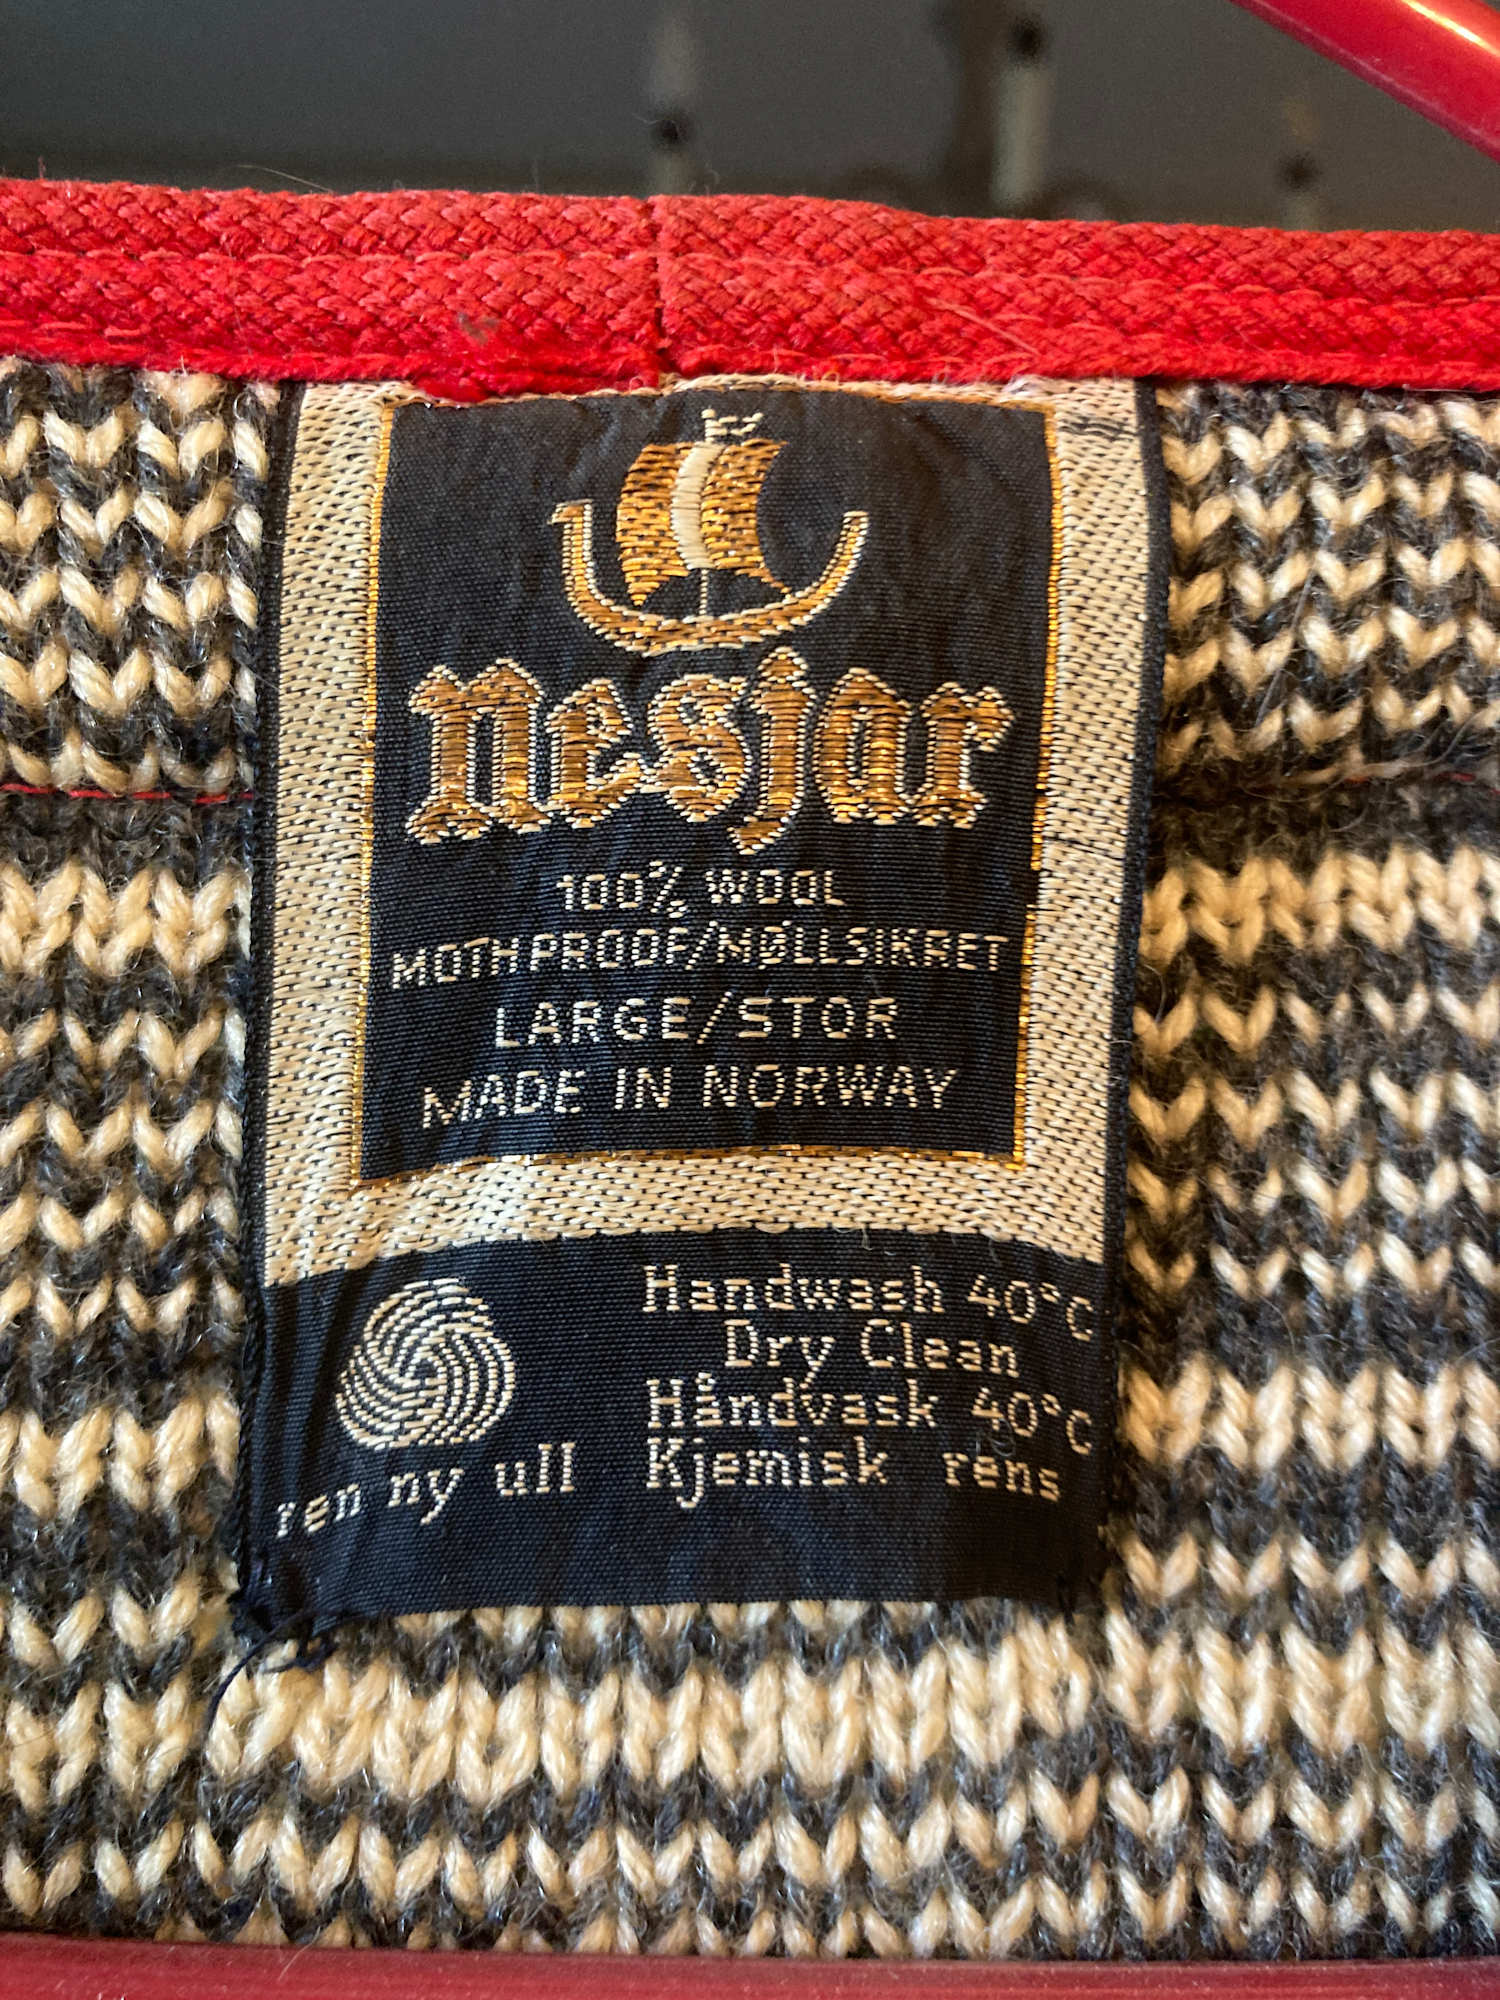 Nesjar
100% WOOL
MOTHPROOF/MØLLSIKRET
LARGE/STOR
MADE IN NORWAY
Handwash 40°C
Dry Clean
Håndvask 40°C
Kjemisk rens
ren ny ull